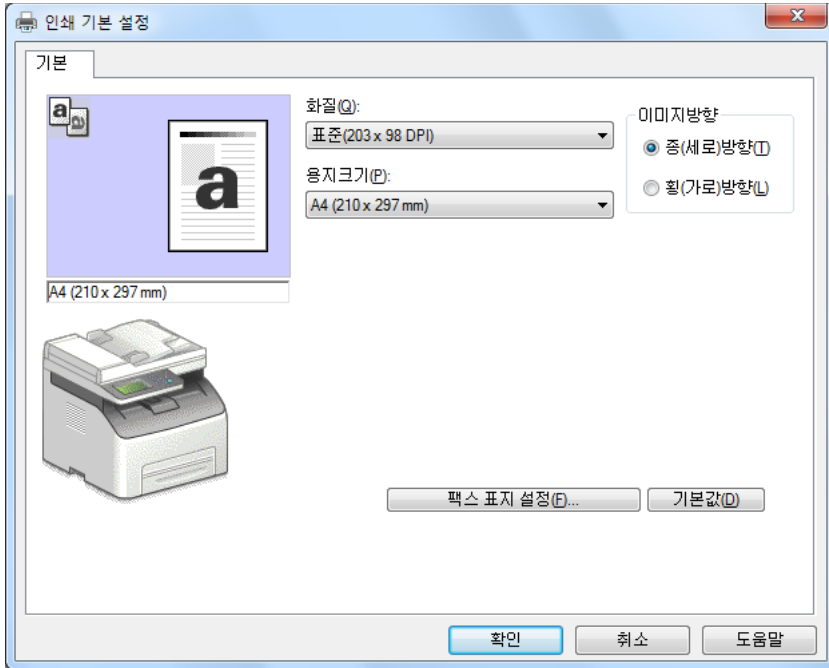 인쇄 기본 설정
기본
화질(Q):
표준(203 x 98 DPI)
용지크기(P):
A4 (210 x 297 mm)
이미지방향
종(세로)방향(T)
횡(가로)방향(L)
a
a
a
A4 (210 x 297 mm)
팩스 표지 설정(F)...
기본값(D)
확인
취소
도움말